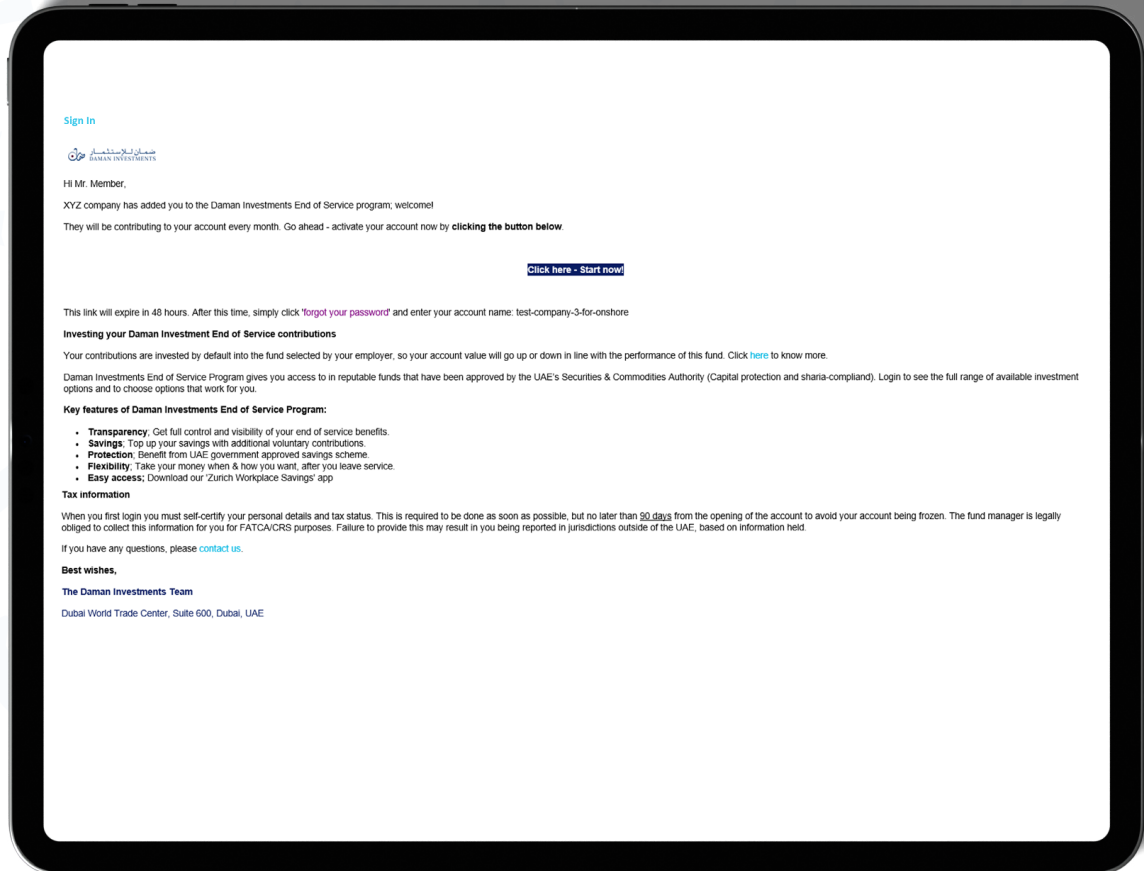 Sign In
ضمان للإستثمار
DAMAN INVESTMENTS
Hi Mr. Member,
XYZ company has added you to the Daman Investments End of Service program; welcome!
They will be contributing to your account every month. Go ahead - activate your account now by clicking the button below.
Click here - Start now!
This link will expire in 48 hours. After this time, simply click 'forgot your password' and enter your account name: test-company-3-for-onshore
Investing your Daman Investment End of Service contributions
Your contributions are invested by default into the fund selected by your employer, so your account value will go up or down in line with the performance of this fund. Click here to know more.
Daman Investments End of Service Program gives you access to in reputable funds that have been approved by the UAE's Securities & Commodities Authority (Capital protection and sharia-compliand). Login to see the full range of available investment
options and to choose options that work for you.
Key features of Daman Investments End of Service Program:
• Transparency; Get full control and visibility of your end of service benefits.
• Savings; Top up your savings with additional voluntary contributions.
• Protection; Benefit from UAE government approved savings scheme.
• Flexibility; Take your money when & how you want, after you leave service.
• Easy access; Download our 'Zurich Workplace Savings' app
Tax information
When you first login you must self-certify your personal details and tax status. This is required to be done as soon as possible, but no later than 90 days from the opening of the account to avoid your account being frozen. The fund manager is legally
obliged to collect this information for you for FATCA/CRS purposes. Failure to provide this may result in you being reported in jurisdictions outside of the UAE, based on information held.
If you have any questions, please contact us.
Best wishes,
The Daman Investments Team
Dubai World Trade Center, Suite 600, Dubai, UAE